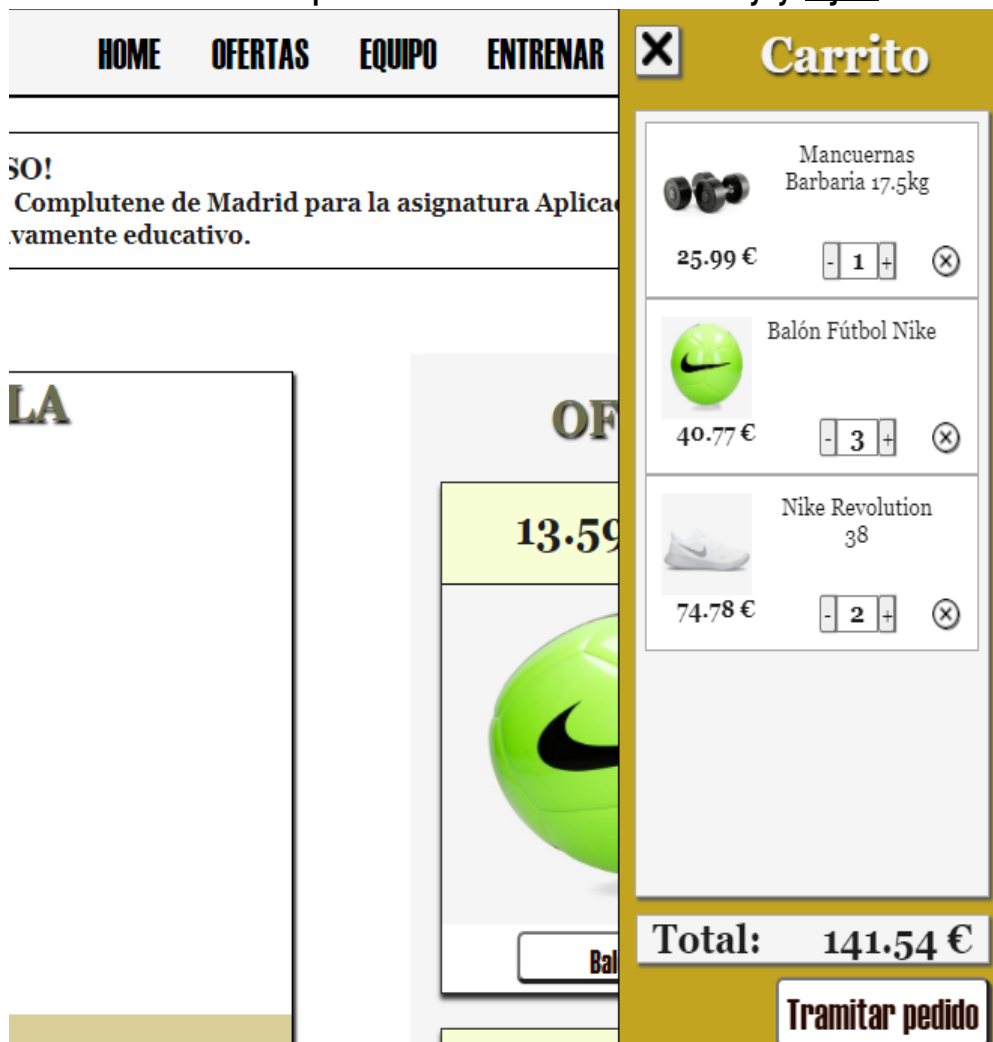 HOME OFERTAS EQUIPO ENTRENAR
SO!
Complutene de Madrid para la asignatura Aplica
vamente educativo.
LA
OF
13.59
Bal
X Carrito
Mancuernas
Barbaria 17.5kg
25.99 €
- 1 +
Balón Fútbol Nike
40.77 €
- 3 +
Nike Revolution
38
74.78 €
- 2 +
Total: 141.54 €
Tramitar pedido